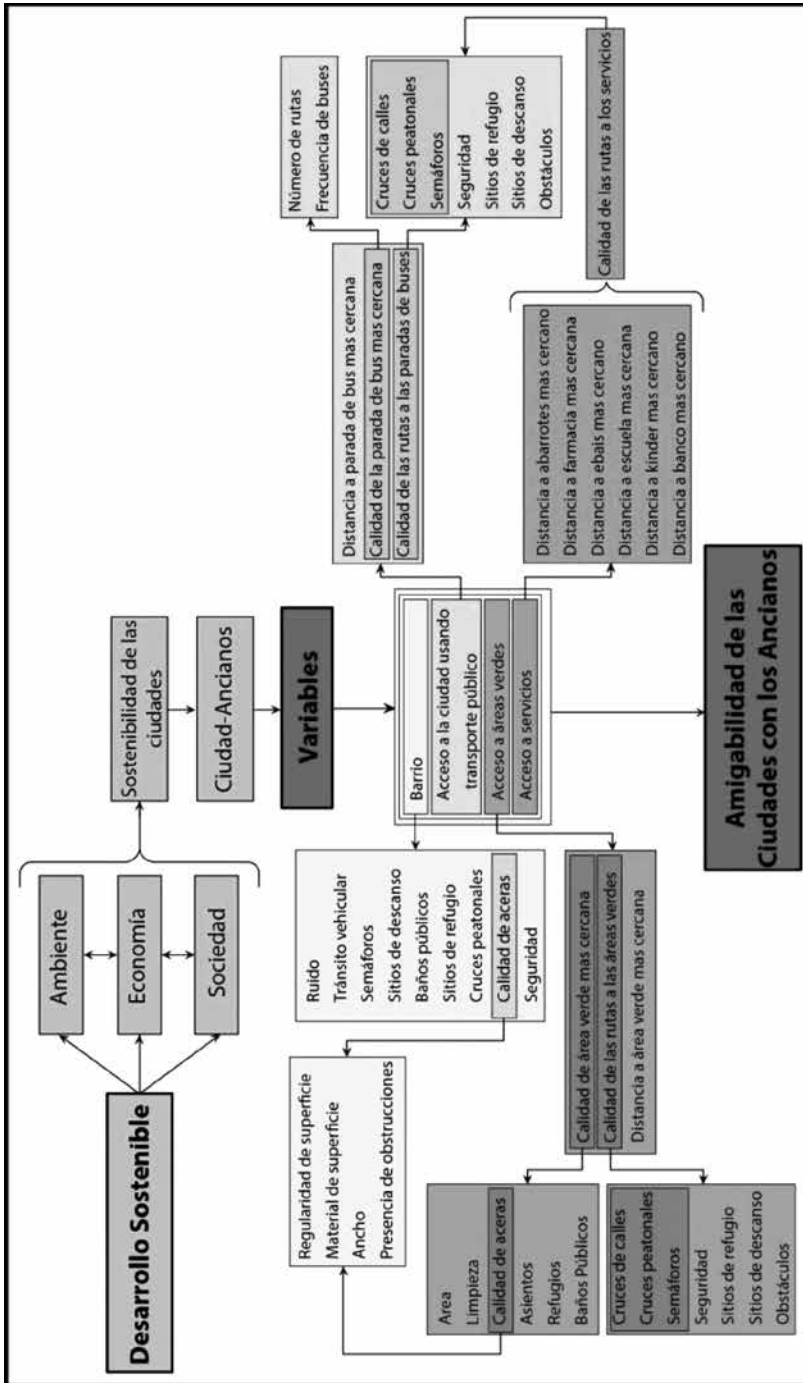 Desarrollo Sostenible
Ambiente
Economía
Sociedad
Sostenibilidad de las
ciudades
Ciudad-Ancianos
Variables
Barrio
Acceso a la ciudad usando
transporte público
Acceso a áreas verdes
Acceso a servicios
Ruido
Tránsito vehicular
Semáforos
Sitios de descanso
Baños públicos
Sitios de refugio
Cruces peatonales
Calidad de aceras
Seguridad
Regularidad de superficie
Material de superficie
Ancho
Presencia de obstrucciones
Distancia a parada de bus mas cercana
Calidad de la parada de bus mas cercana
Calidad de las rutas a las paradas de buses
Número de rutas
Frecuencia de buses
Cruces de calles
Cruces peatonales
Semáforos
Seguridad
Sitios de refugio
Sitios de descanso
Obstáculos
Calidad de área verde mas cercana
Calidad de las rutas a las áreas verdes
Distancia a área verde mas cercana
Area
Limpieza
Calidad de aceras
Asientos
Refugios
Baños Públicos
Cruces de calles
Cruces peatonales
Semáforos
Seguridad
Sitios de refugio
Sitios de descanso
Obstáculos
Distancia a abarrotes mas cercano
Distancia a farmacia mas cercana
Distancia a ebais mas cercano
Distancia a escuela mas cercana
Distancia a kinder mas cercano
Distancia a banco mas cercano
Calidad de las rutas a los servicios
Amigabilidad de las
Ciudades con los Ancianos